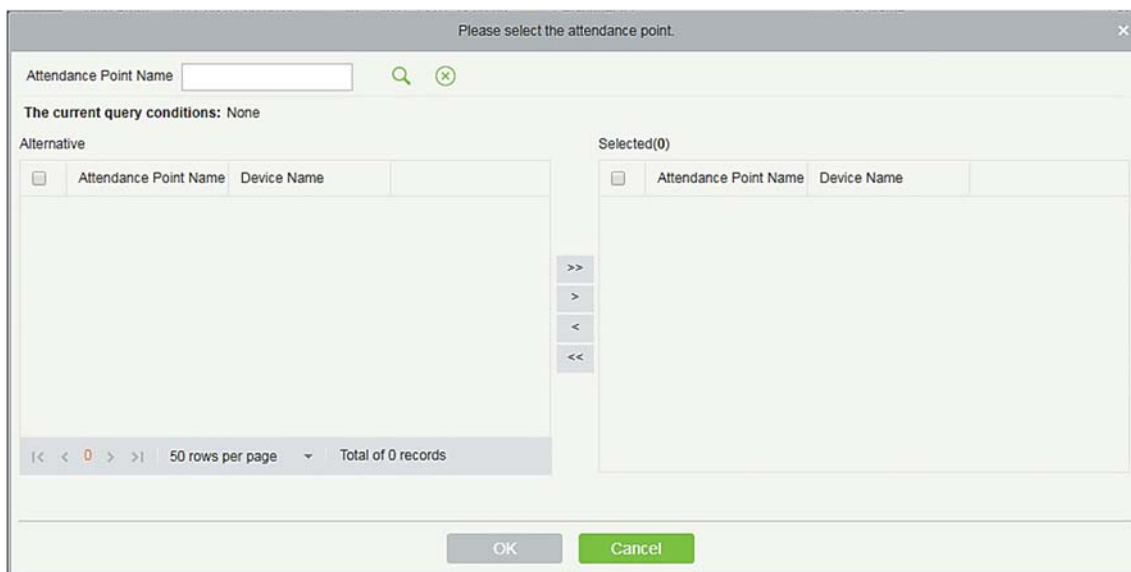 Please select the attendance point.
Attendance Point Name
The current query conditions: None
Alternative
Attendance Point Name Device Name
>>
>
<
<<
Selected(0)
Attendance Point Name Device Name
|< < 0 > >| 50 rows per page Total of 0 records
OK Cancel